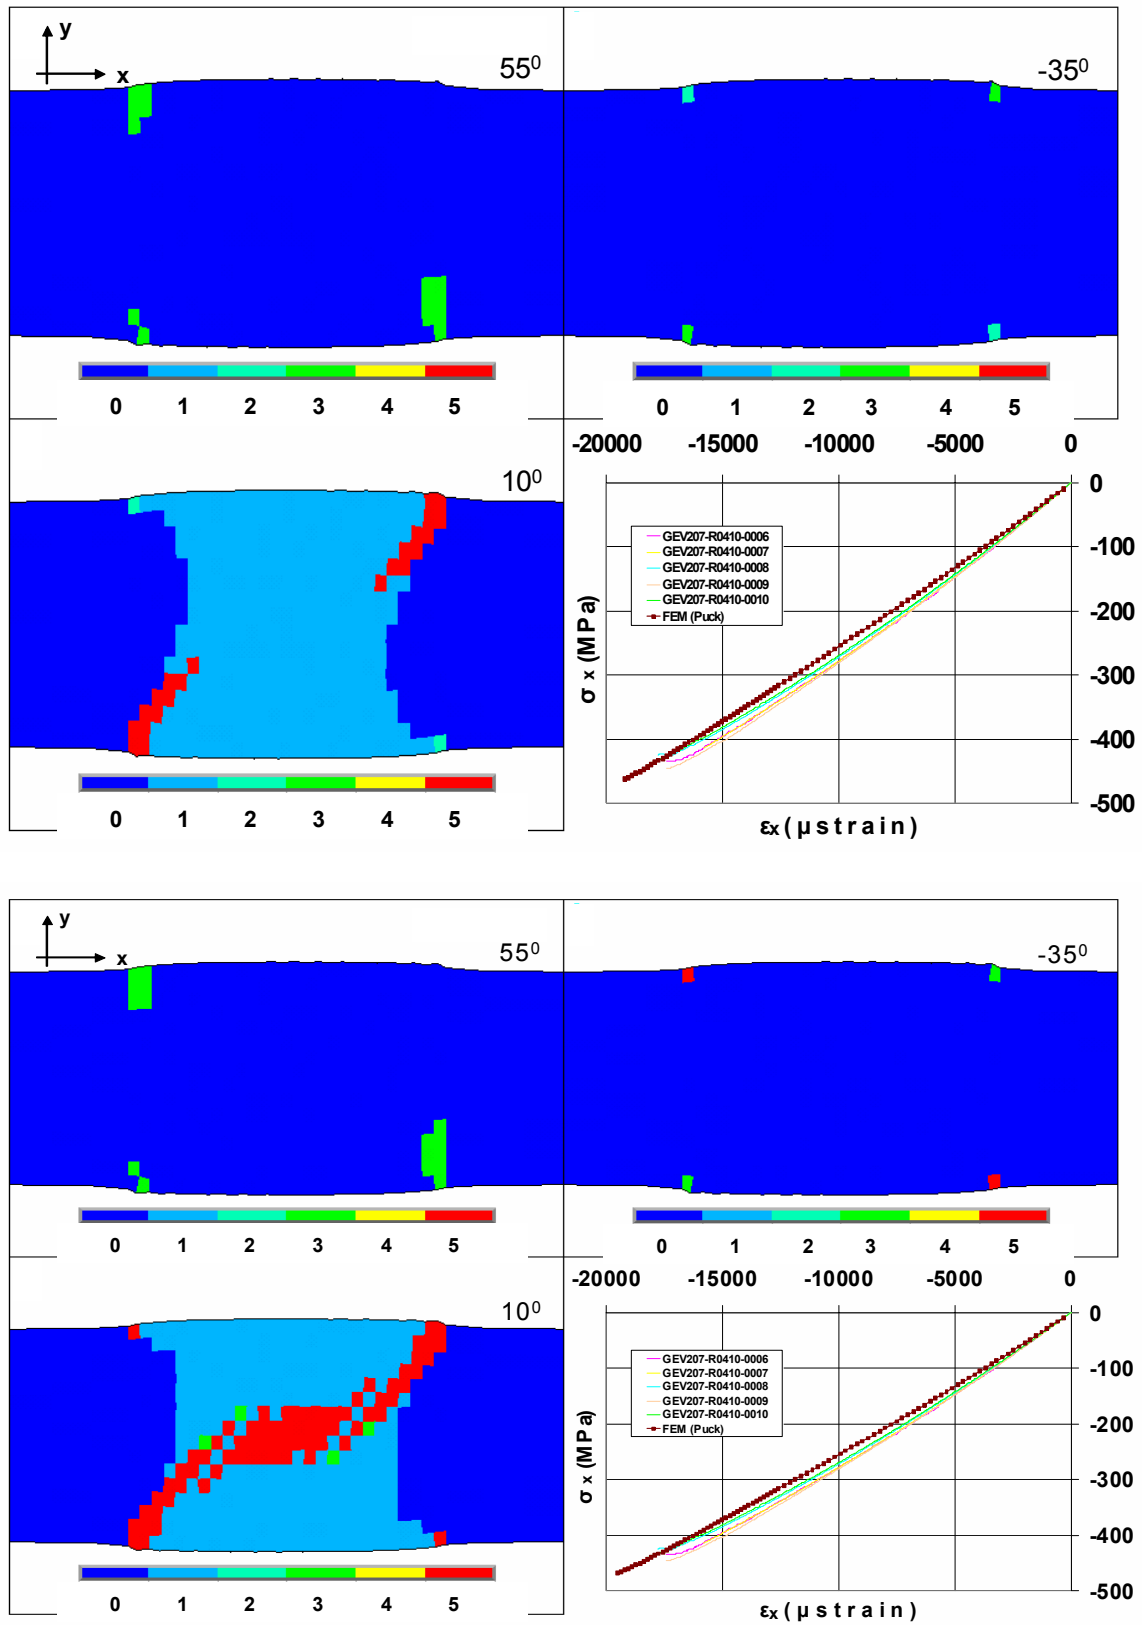 y
x
55⁰
-35⁰
0 1 2 3 4 5
0 1 2 3 4 5
10⁰
0 1 2 3 4 5
-20000 -15000 -10000 -5000 0
0
-100
-200
-300
-400
-500
GEV207-R0410-0006
GEV207-R0410-0007
GEV207-R0410-0008
GEV207-R0410-0009
GEV207-R0410-0010
FEM (Puck)
σ x (MPa)
εx (µstrain)
y
x
55⁰
-35⁰
0 1 2 3 4 5
0 1 2 3 4 5
10⁰
0 1 2 3 4 5
-20000 -15000 -10000 -5000 0
0
-100
-200
-300
-400
-500
GEV207-R0410-0006
GEV207-R0410-0007
GEV207-R0410-0008
GEV207-R0410-0009
GEV207-R0410-0010
FEM (Puck)
σ x (MPa)
εx (µstrain)